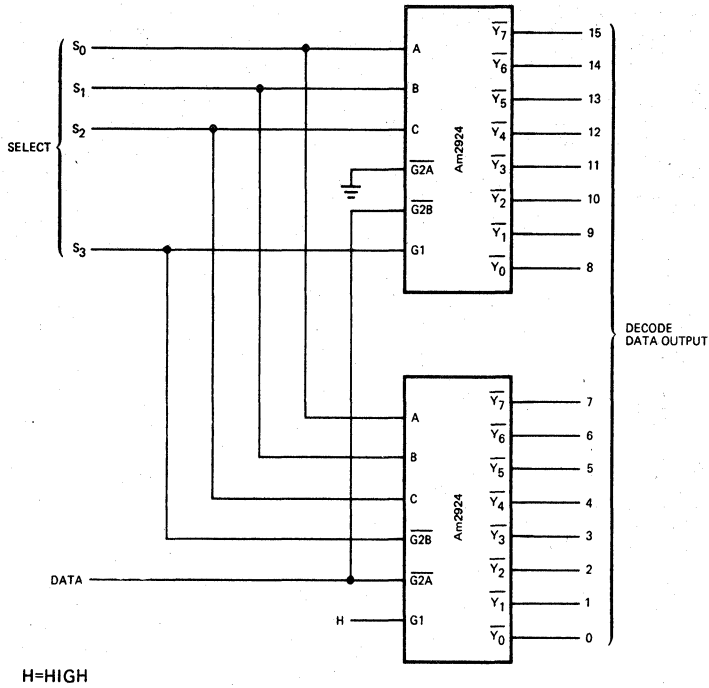 SELECT
S0
S1
S2
S3
A
B
C
G2A
G2B
G1
Am2924
Y7
Y6
Y5
Y4
Y3
Y2
Y1
Y0
15
14
13
12
11
10
9
8
DECODE
DATA OUTPUT
A
B
C
G2B
G2A
G1
Am2924
Y7
Y6
Y5
Y4
Y3
Y2
Y1
Y0
7
6
5
4
3
2
1
0
DATA
H
H=HIGH